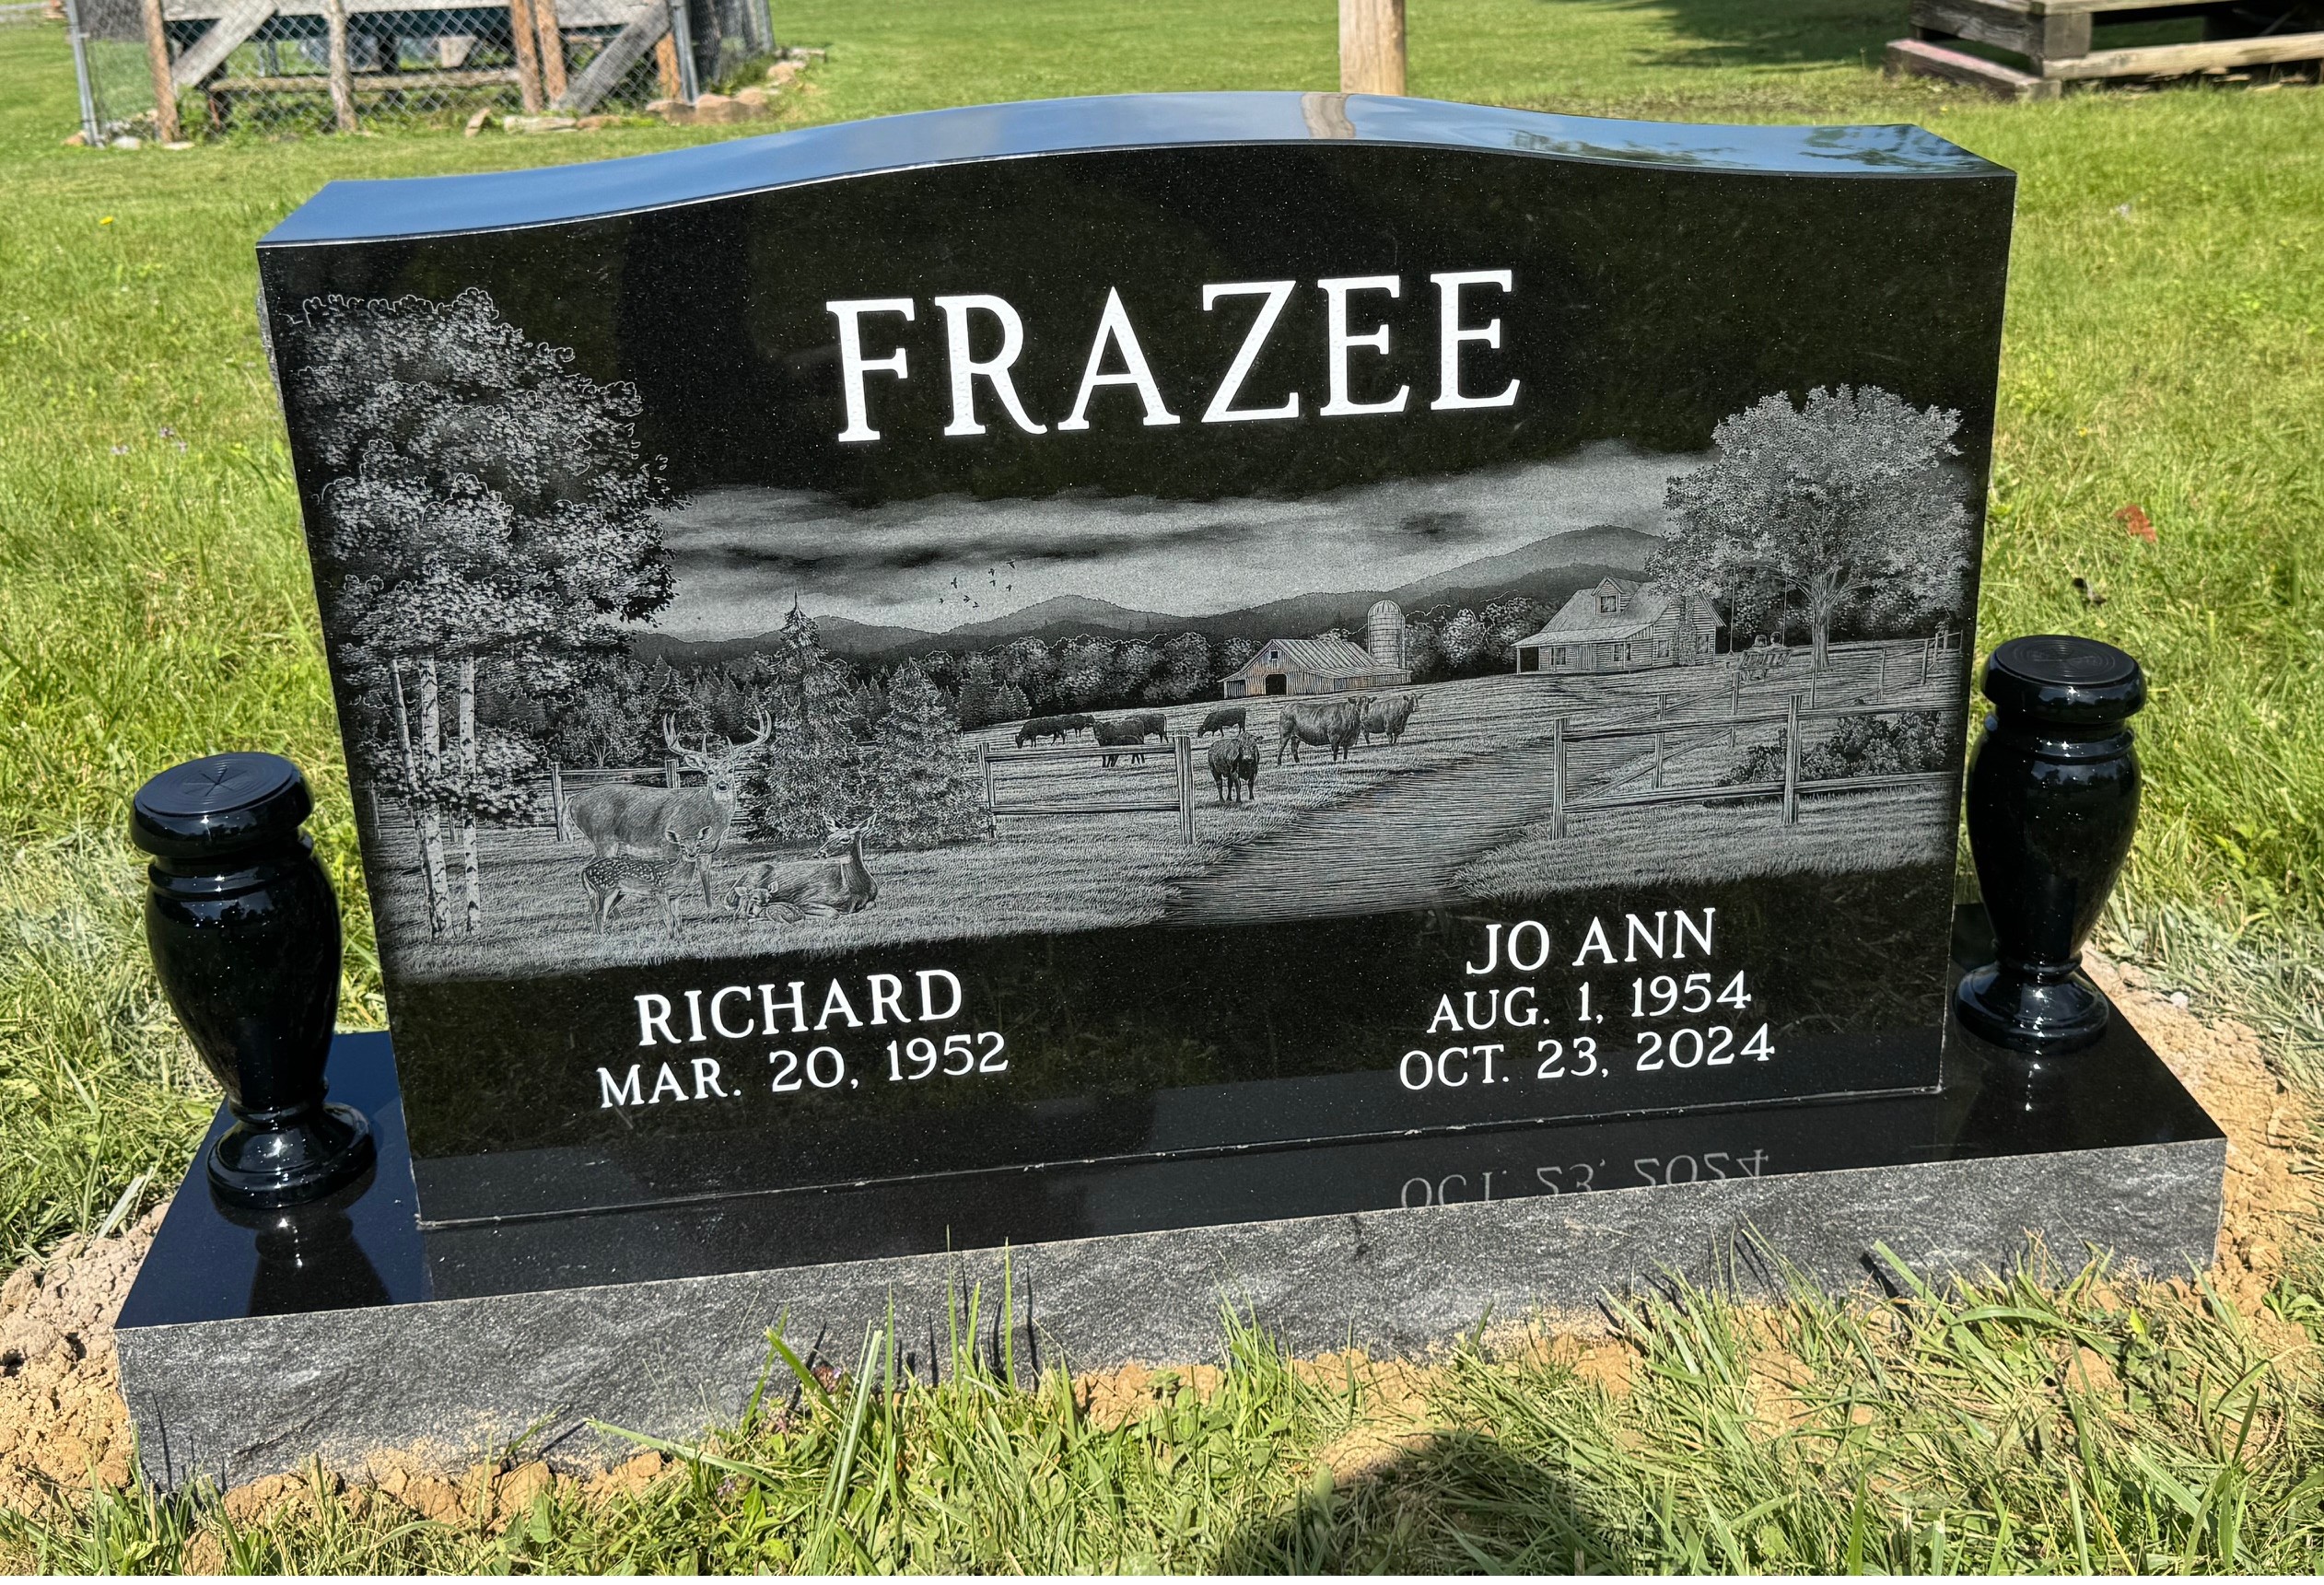 FRAZEE
RICHARD
MAR. 20, 1952
JO ANN
AUG. 1, 1954
OCT. 23, 2024